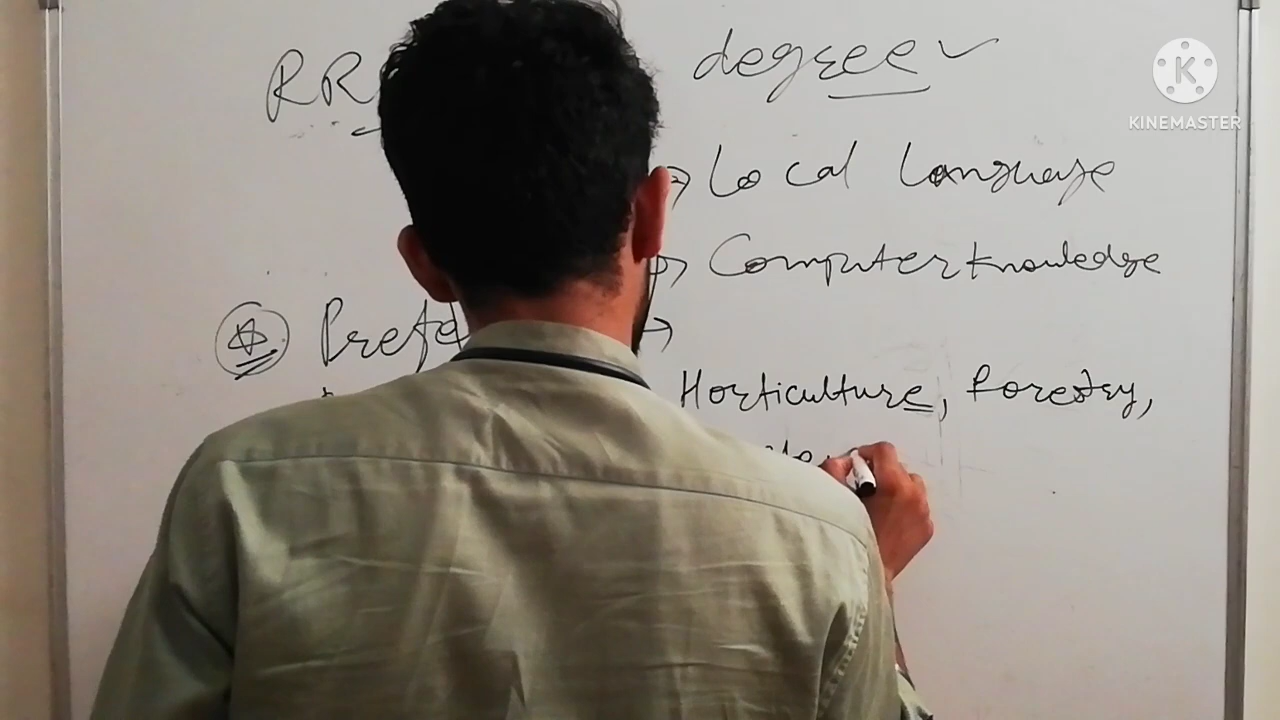 RR degree
→ Local Language
→ Computer knowledge
Prefe →
Horticulture, forestry,
K
KINEMASTER